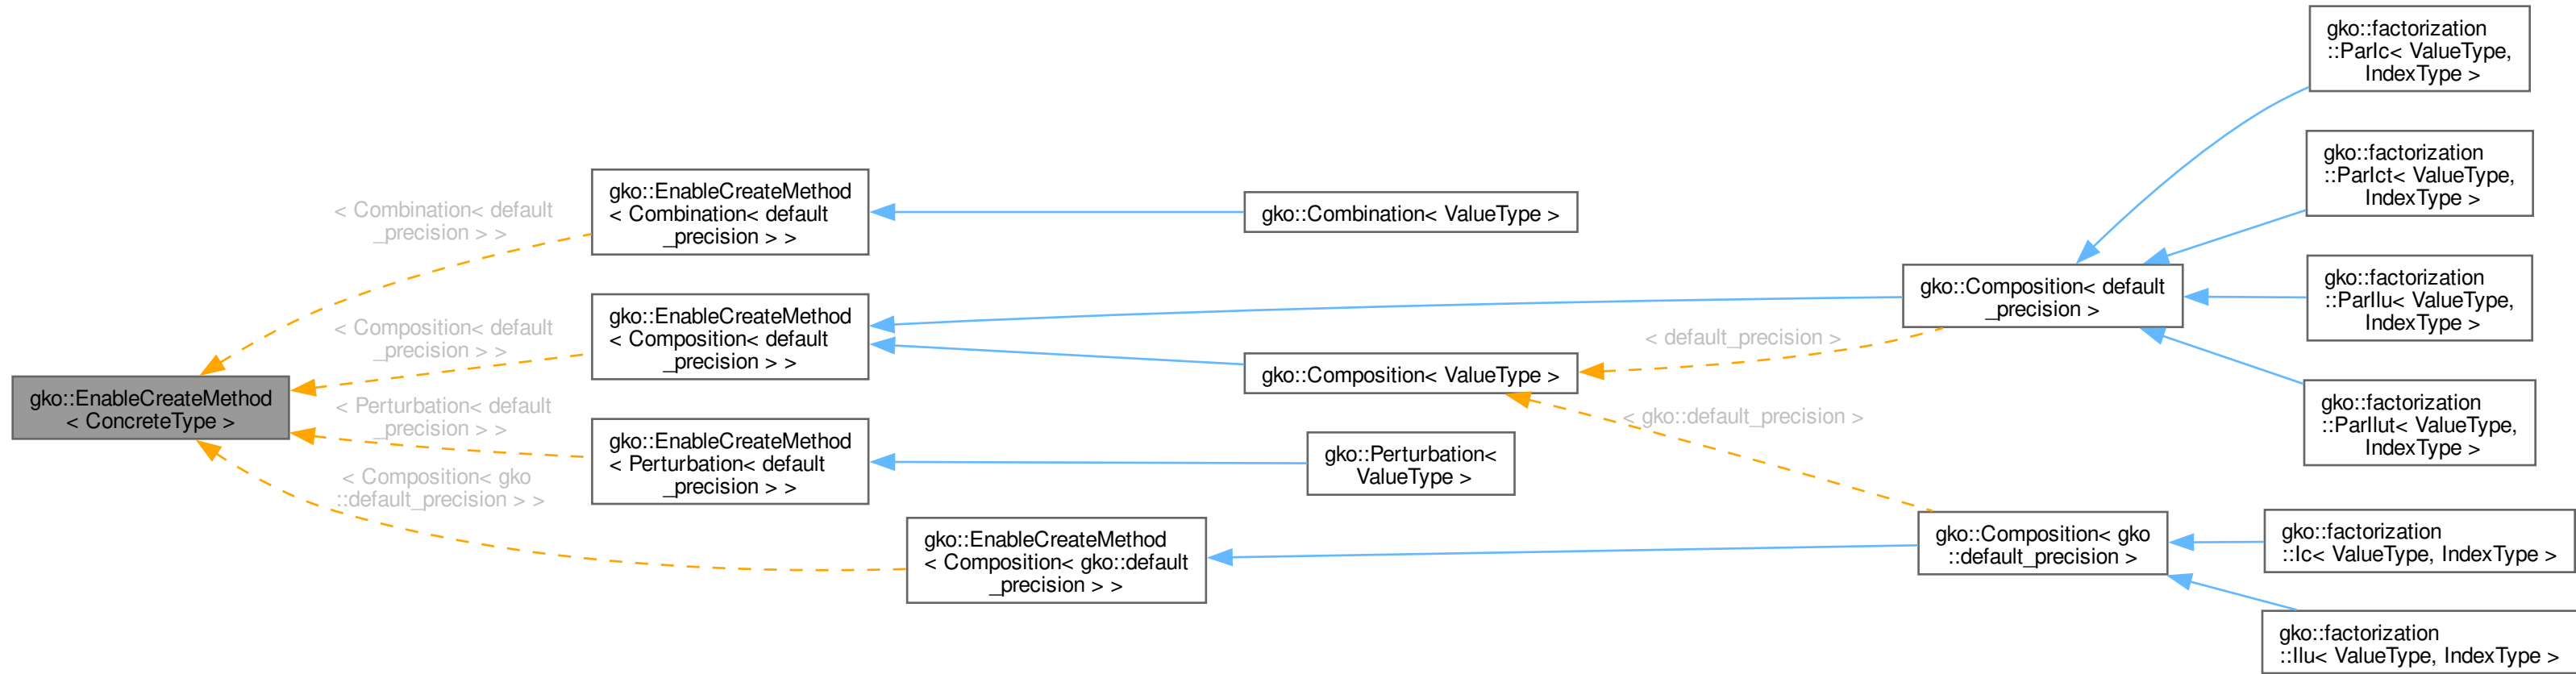 gko::EnableCreateMethod
< ConcreteType >
< Combination< default
_precision > >
< Composition< default
_precision > >
< Perturbation< default
_precision > >
< Composition< gko
::default_precision > >
gko::EnableCreateMethod
< Combination< default
_precision > >
gko::EnableCreateMethod
< Composition< default
_precision > >
gko::EnableCreateMethod
< Perturbation< default
_precision > >
gko::EnableCreateMethod
< Composition< gko::default
_precision > >
gko::Combination< ValueType >
gko::Composition< ValueType >
gko::Perturbation<
ValueType >
< default_precision >
< gko::default_precision >
gko::Composition< default
_precision >
gko::Composition< gko
::default_precision >
gko::factorization
::ParIc< ValueType,
IndexType >
gko::factorization
::ParIct< ValueType,
IndexType >
gko::factorization
::ParIlu< ValueType,
IndexType >
gko::factorization
::ParIlut< ValueType,
IndexType >
gko::factorization
::Ic< ValueType, IndexType >
gko::factorization
::Ilu< ValueType, IndexType >